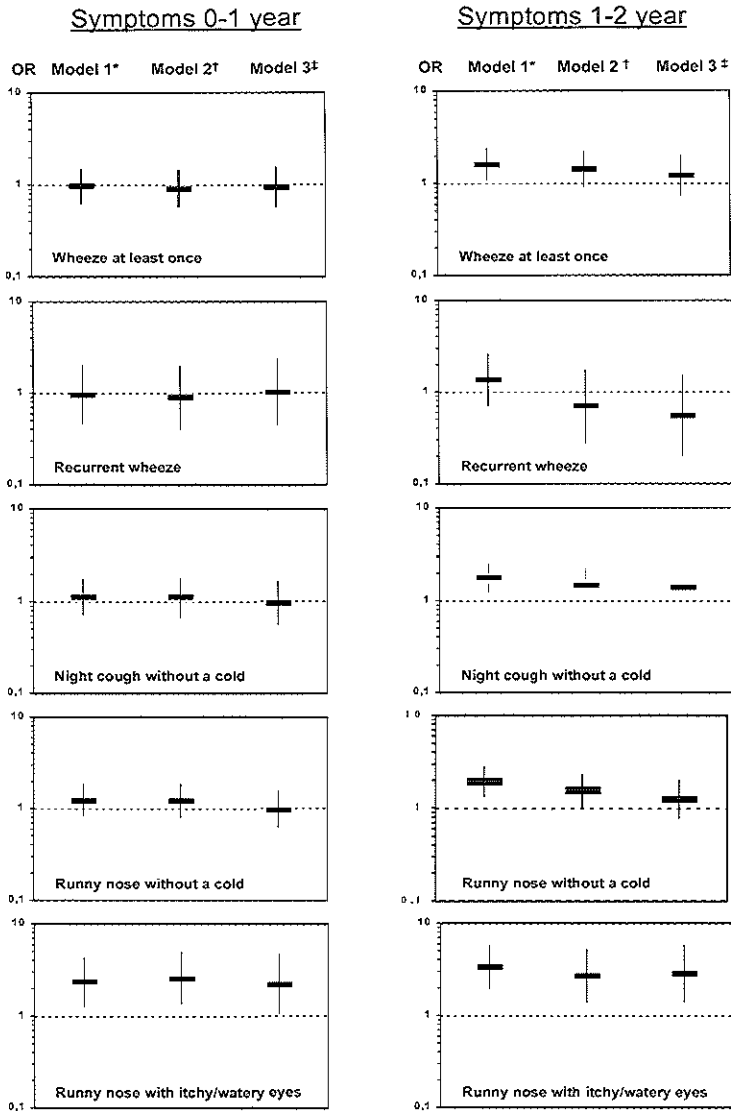 Symptoms 0-1 year
OR Model 1* Model 2† Model 3‡
10
1
0,1
Wheeze at least once
10
1
0,1
Recurrent wheeze
10
1
0,1
Night cough without a cold
10
1
0,1
Runny nose without a cold
10
1
0,1
Runny nose with itchy/watery eyes
Symptoms 1-2 year
OR Model 1* Model 2 † Model 3 ‡
10
1
0,1
Wheeze at least once
10
1
0,1
Recurrent wheeze
10
1
0,1
Night cough without a cold
10
1
0,1
Runny nose without a cold
10
1
0,1
Runny nose with itchy/watery eyes